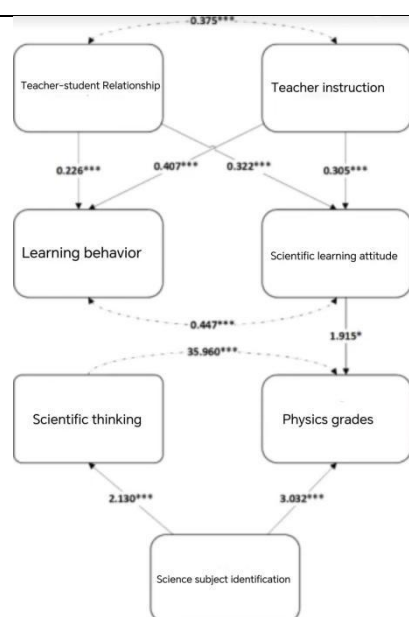 0.375***
Teacher-student Relationship
Teacher instruction
0.226***
0.407***
0.322***
0.305***
Learning behavior
Scientific learning attitude
0.447***
1.915*
35.960***
Scientific thinking
Physics grades
2.130***
3.032***
Science subject identification